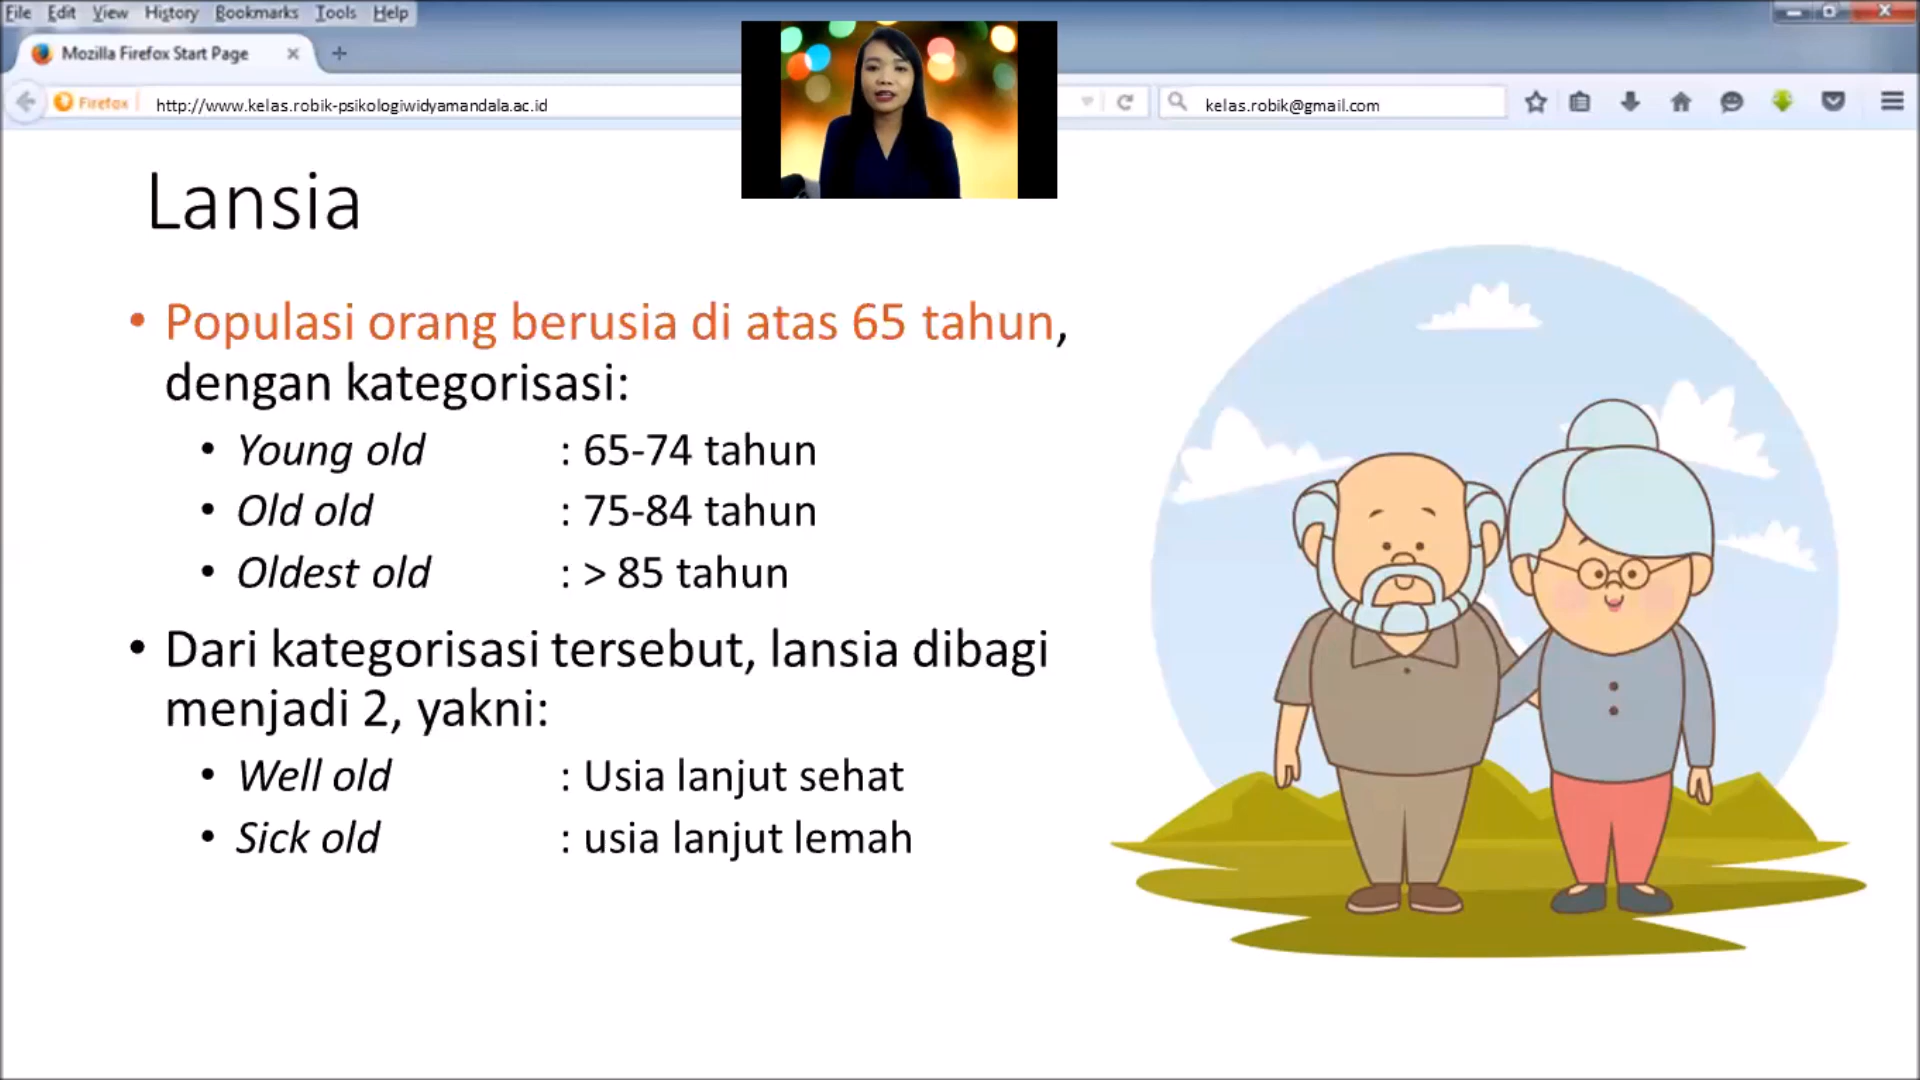 File Edit View History Bookmarks Tools Help
Mozilla Firefox Start Page
Firefox http://www.kelas.robik-psikologiwidyamandala.ac.id kelas.robik@gmail.com
Lansia
• Populasi orang berusia di atas 65 tahun,
dengan kategorisasi:
• Young old : 65-74 tahun
• Old old : 75-84 tahun
• Oldest old : > 85 tahun
• Dari kategorisasi tersebut, lansia dibagi
menjadi 2, yakni:
• Well old : Usia lanjut sehat
• Sick old : usia lanjut lemah